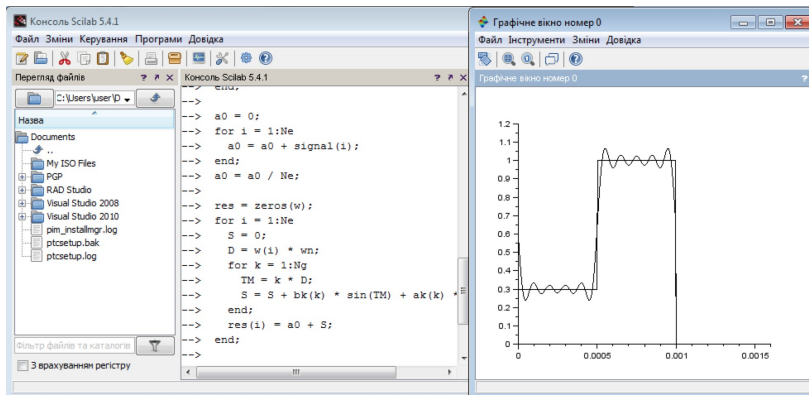 Консоль Scilab 5.4.1
Файл Зміни Керування Програми Довідка
Перегляд файлів
C:\Users\user\D
Назва
Documents
..
My ISO Files
PGP
RAD Studio
Visual Studio 2008
Visual Studio 2010
pim_installmgr.log
ptcsetup.bak
ptcsetup.log
Фільтр файлів та каталогів
З врахуванням регістру
Консоль Scilab 5.4.1
--> end;
-->
--> a0 = 0;
--> for i = 1:Ne
--> a0 = a0 + signal(i);
--> end;
--> a0 = a0 / Ne;
-->
--> res = zeros(w);
--> for i = 1:Ne
--> S = 0;
--> D = w(i) * wn;
--> for k = 1:Ng
--> TM = k * D;
--> S = S + bk(k) * sin(TM) + ak(k) *
--> end;
--> res(i) = a0 + S;
--> end;
-->
Графічне вікно номер 0
Файл Інструменти Зміни Довідка
Графічне вікно номер 0
1.2
1.1
1
0.9
0.8
0.7
0.6
0.5
0.4
0.3
0.2
0.1
0
0 0.0005 0.001 0.0015